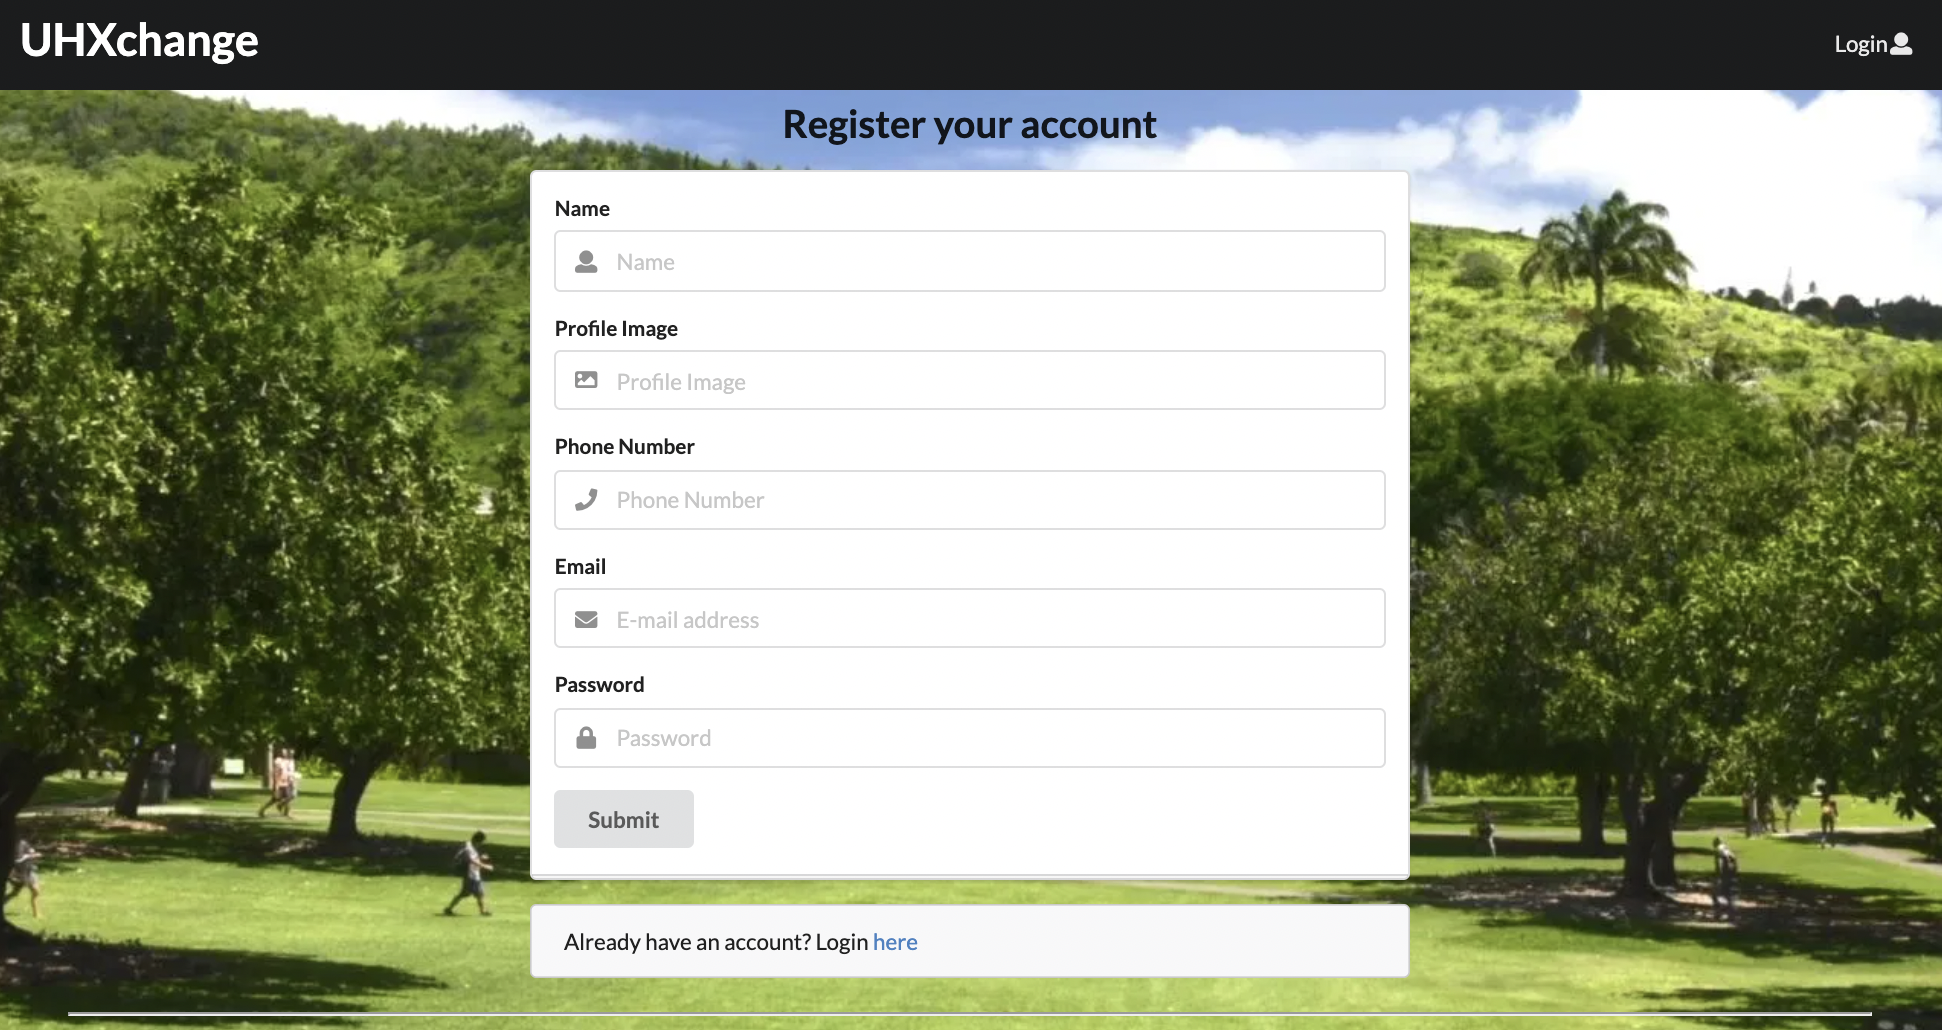 UHXchange
Login
Register your account
Name
Name
Profile Image
Profile Image
Phone Number
Phone Number
Email
E-mail address
Password
Password
Submit
Already have an account? Login here